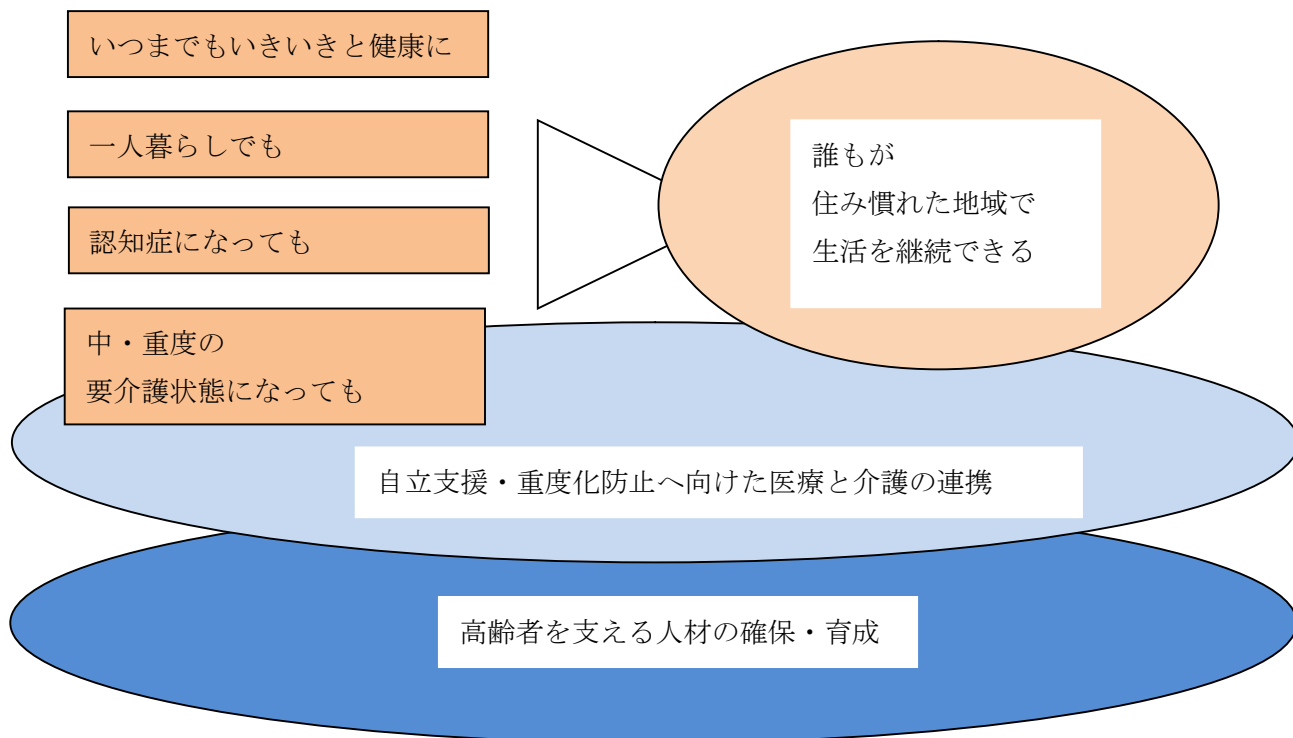 いつまでもいきいきと健康に
一人暮らしでも
認知症になっても
中・重度の
要介護状態になっても
誰もが
住み慣れた地域で
生活を継続できる
自立支援・重度化防止へ向けた医療と介護の連携
高齢者を支える人材の確保・育成